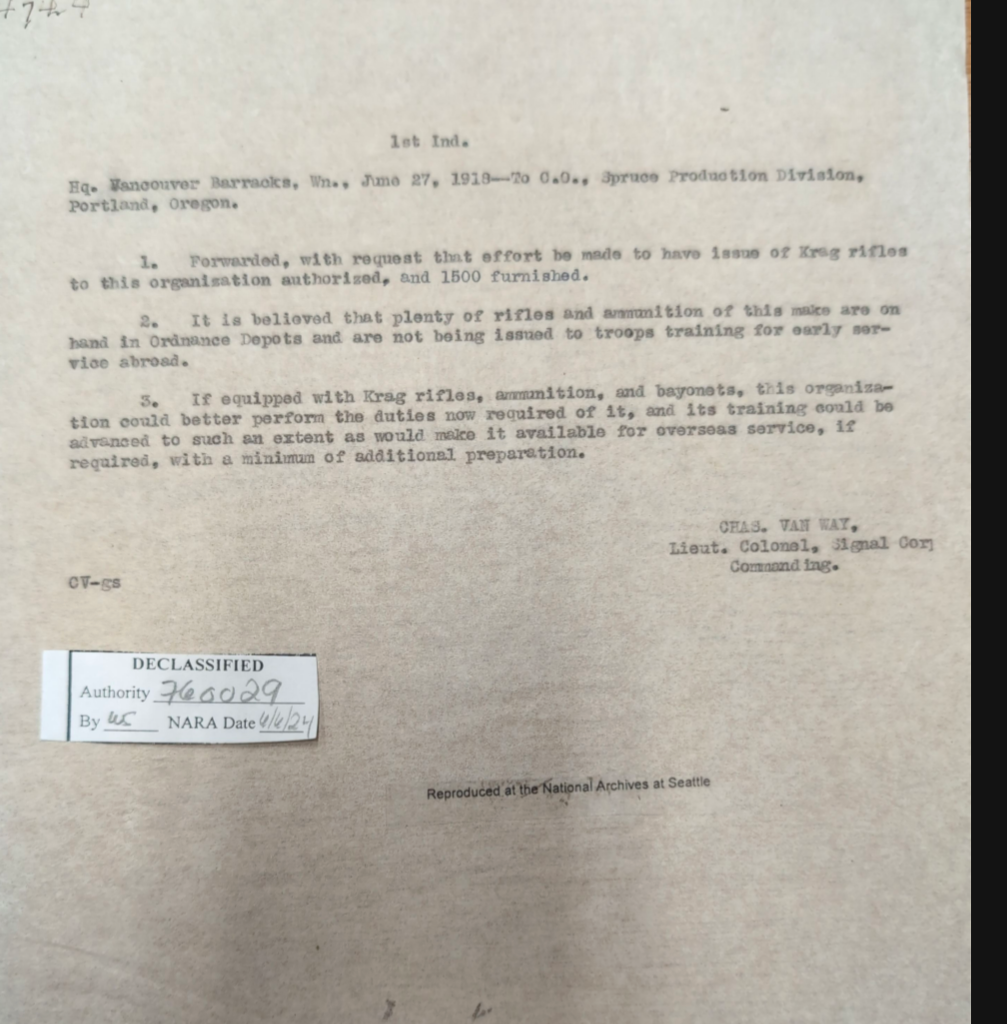 1st Ind.
Hq. Vancouver Barracks, Wn., June 27, 1918—To C.O., Spruce Production Division,
Portland, Oregon.
1. Forwarded, with request that effort be made to have issue of Krag rifles
to this organization authorized, and 1500 furnished.
2. It is believed that plenty of rifles and ammunition of this make are on
hand in Ordnance Depots and are not being issued to troops training for early ser-
vice abroad.
3. If equipped with Krag rifles, ammunition, and bayonets, this organiza-
tion could better perform the duties now required of it, and its training could be
advanced to such an extent as would make it available for overseas service, if
required, with a minimum of additional preparation.
CHAS. VAN WAY,
Lieut. Colonel, Signal Corp
Commanding.
CV-gs
DECLASSIFIED
Authority 760029
By NARA Date
Reproduced at the National Archives at Seattle